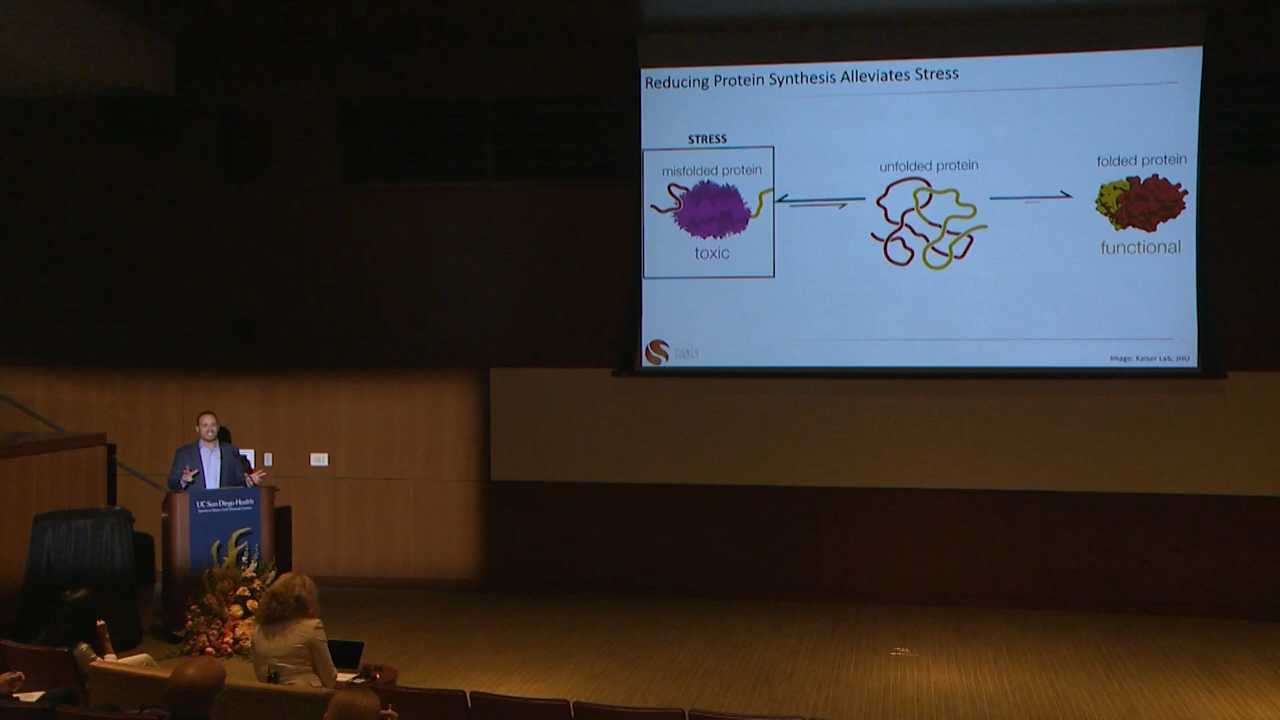 Reducing Protein Synthesis Alleviates Stress
STRESS
misfolded protein
toxic
unfolded protein
folded protein
functional
Image: Kaiser Lab, JHU
UC San Diego Health